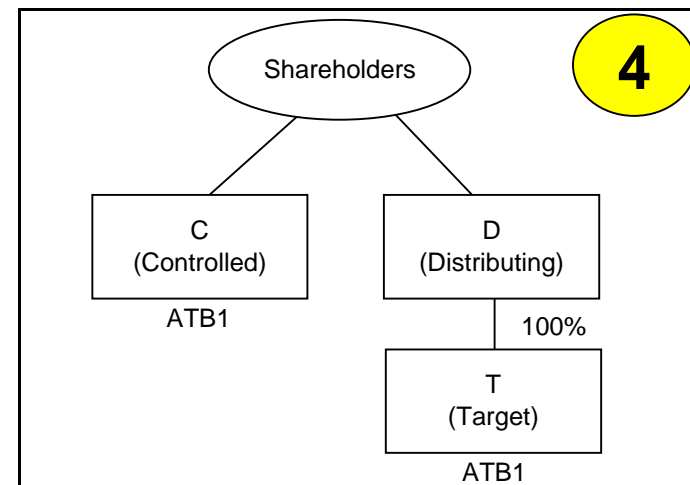 Shareholders
4
C
(Controlled)
D
(Distributing)
ATB1
100%
T
(Target)
ATB1